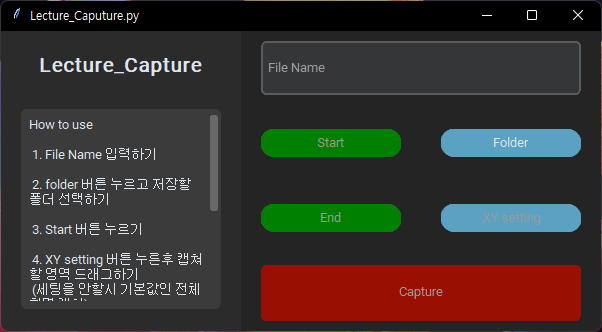 Lecture_Caputure.py
Lecture_Capture
How to use
1. File Name 입력하기
2. folder 버튼 누르고 저장할
폴더 선택하기
3. Start 버튼 누르기
4. XY setting 버튼 누른후 캡쳐
할 영역 드래그하기
(세팅을 안할시 기본값인 전체
File Name
Start
Folder
End
XY setting
Capture